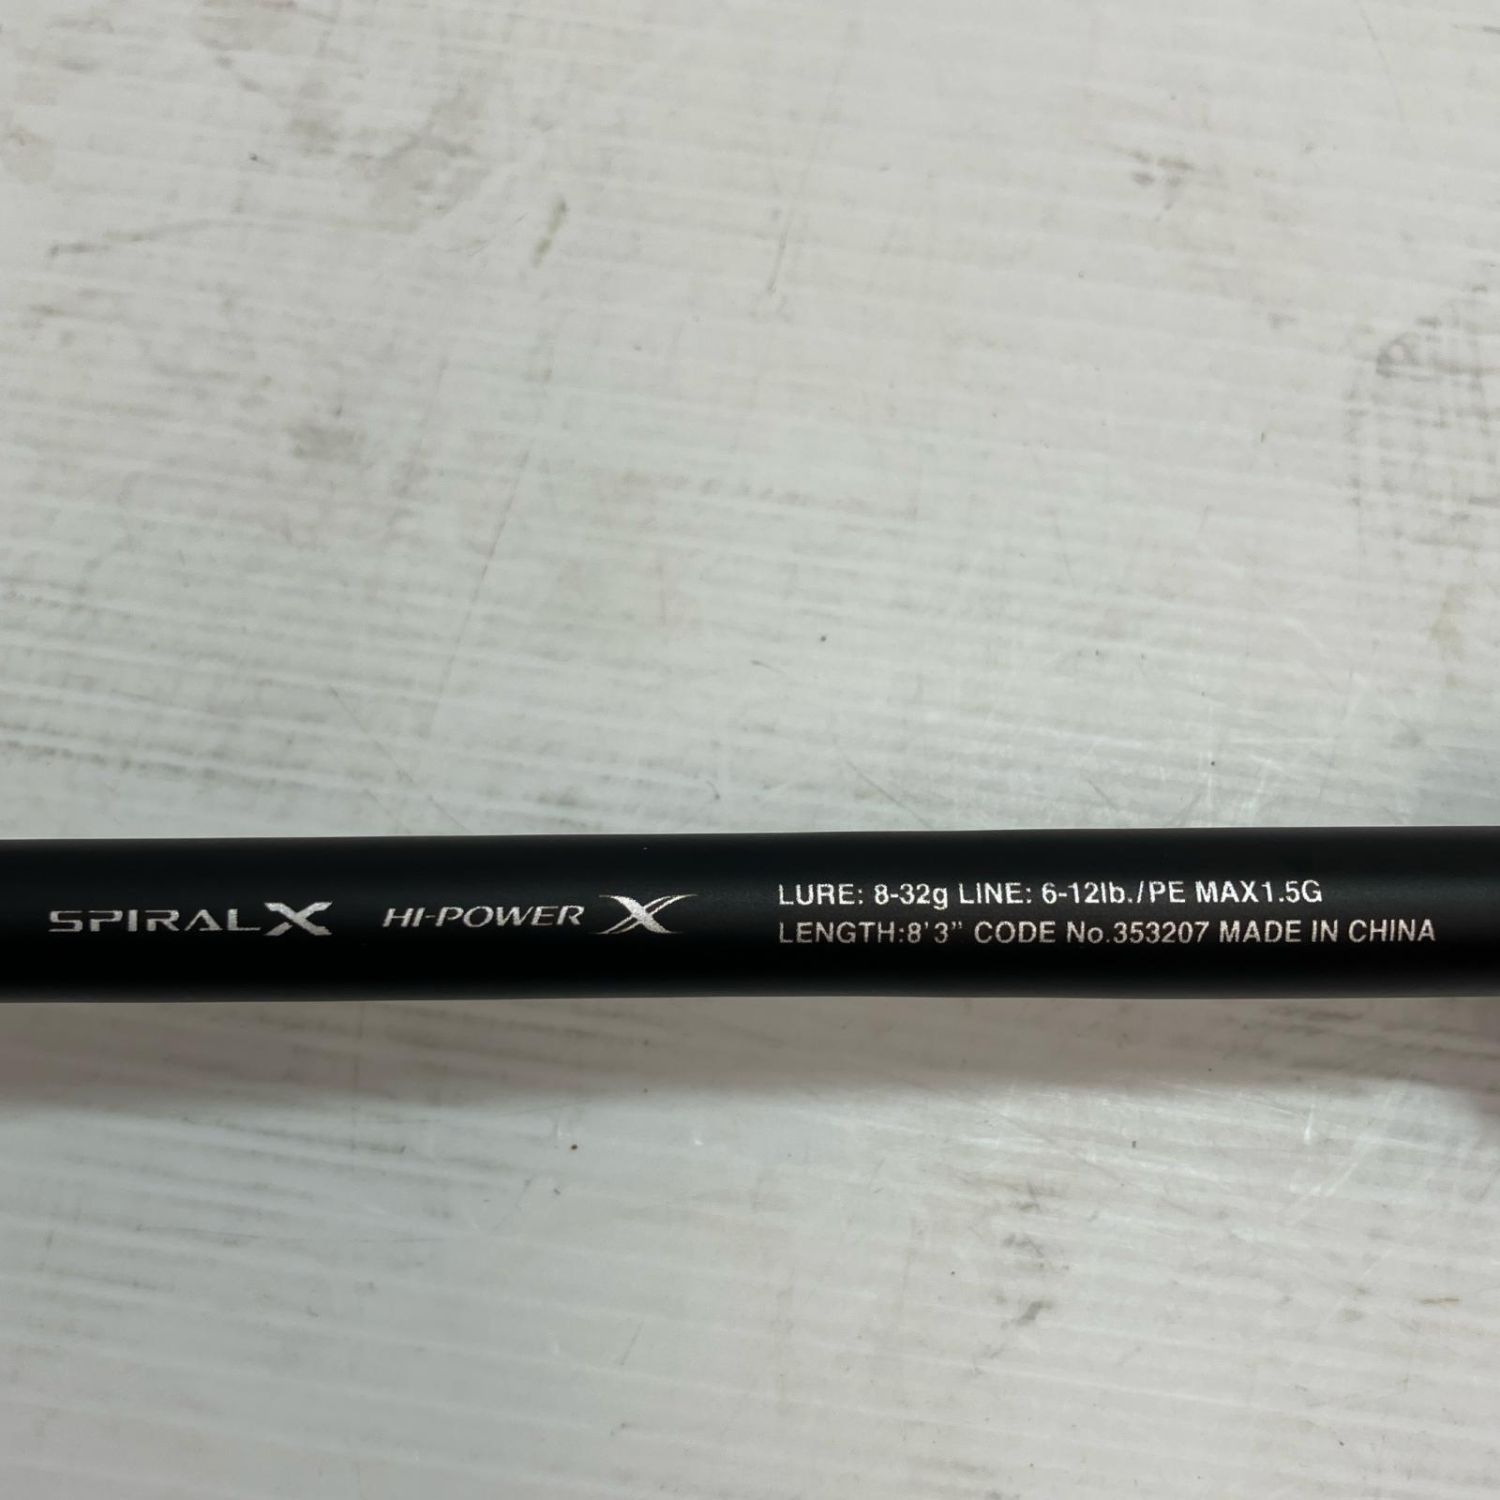 SPIRALX HI-POWER X
LURE: 8-32g LINE: 6-12lb./PE MAX1.5G
LENGTH:8'3" CODE No.353207 MADE IN CHINA